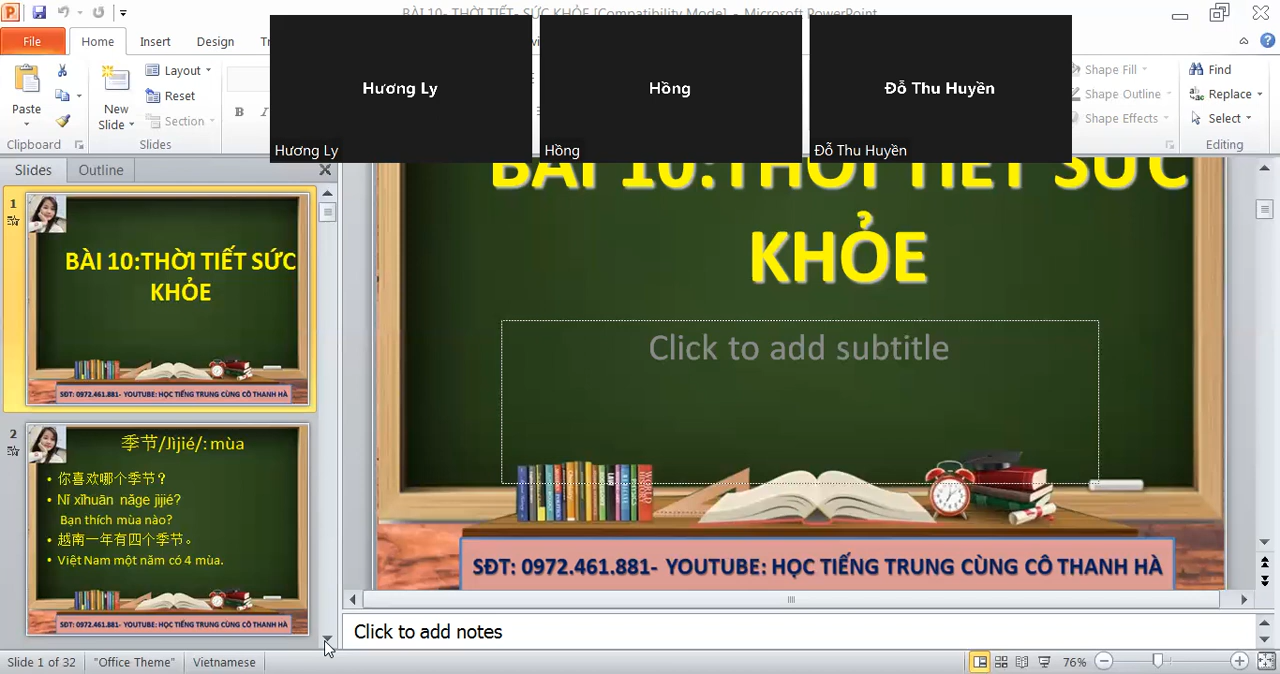 BÀI 10- THỜI TIẾT- SỨC KHỎE [Compatibility Mode] - Microsoft PowerPoint
File
Home
Insert
Design
Hương Ly
Hồng
Đỗ Thu Huyền
Hương Ly
Hồng
Đỗ Thu Huyền
Paste
Clipboard
New
Slide
Layout
Reset
Section
Slides
B
I
Shape Fill
Shape Outline
Shape Effects
Find
Replace
Select
Editing
Slides
Outline
1
BÀI 10:THỜI TIẾT SỨC
KHỎE
SĐT: 0972.461.881- YOUTUBE: HỌC TIẾNG TRUNG CÙNG CÔ THANH HÀ
2
季节/Jìjié/: mùa
• 你喜欢哪个季节?
• Nǐ xǐhuān nǎge jìjié?
Bạn thích mùa nào?
• 越南一年有四个季节。
• Việt Nam một năm có 4 mùa.
SĐT: 0972.461.881- YOUTUBE: HỌC TIẾNG TRUNG CÙNG CÔ THANH HÀ
BÀI 10:THỜI TIẾT SỨC
KHỎE
Click to add subtitle
WORLD HISTORY
SĐT: 0972.461.881- YOUTUBE: HỌC TIẾNG TRUNG CÙNG CÔ THANH HÀ
Click to add notes
Slide 1 of 32
"Office Theme"
Vietnamese
76%